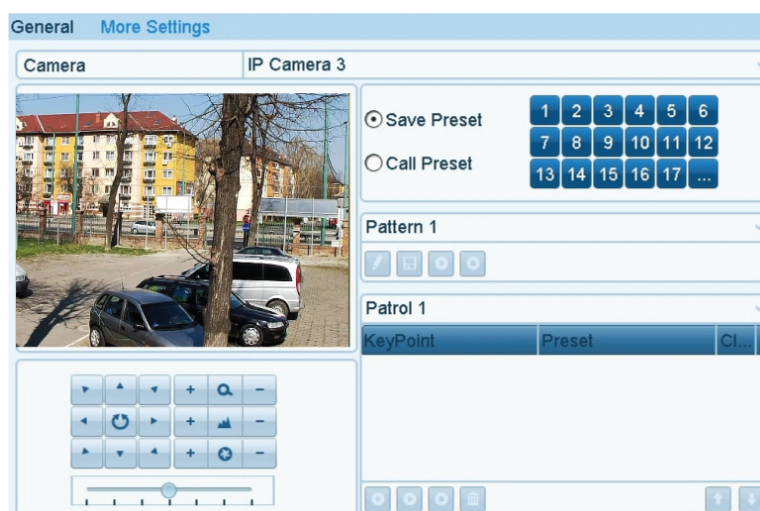 General More Settings
Camera IP Camera 3
Save Preset
Call Preset
1 2 3 4 5 6
7 8 9 10 11 12
13 14 15 16 17 ...
Pattern 1
Patrol 1
KeyPoint Preset Cl...
+ -
+ -
+ -